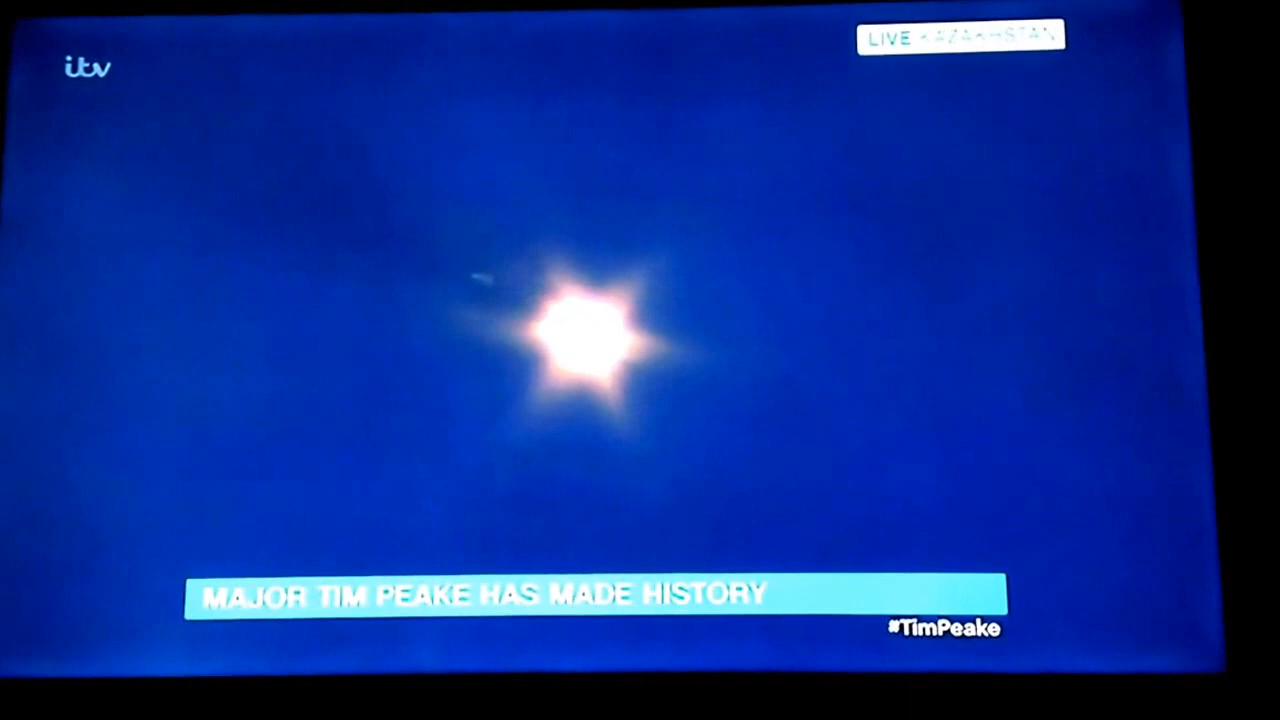 itv
LIVE KAZAKHSTAN
MAJOR TIM PEAKE HAS MADE HISTORY
#TimPeake